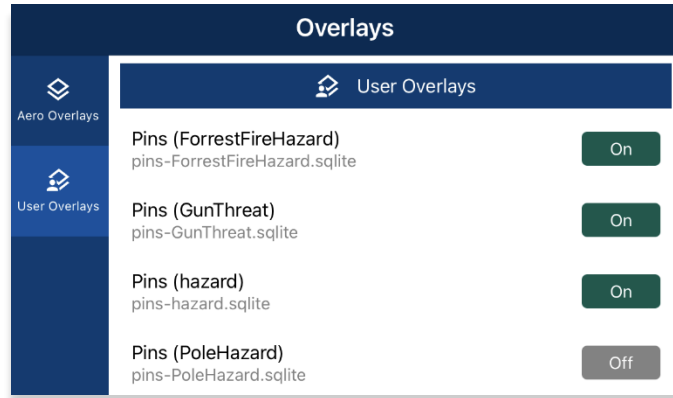 Overlays
Aero Overlays
User Overlays
User Overlays
Pins (ForrestFireHazard)
pins-ForrestFireHazard.sqlite
On
Pins (GunThreat)
pins-GunThreat.sqlite
On
Pins (hazard)
pins-hazard.sqlite
On
Pins (PoleHazard)
pins-PoleHazard.sqlite
Off